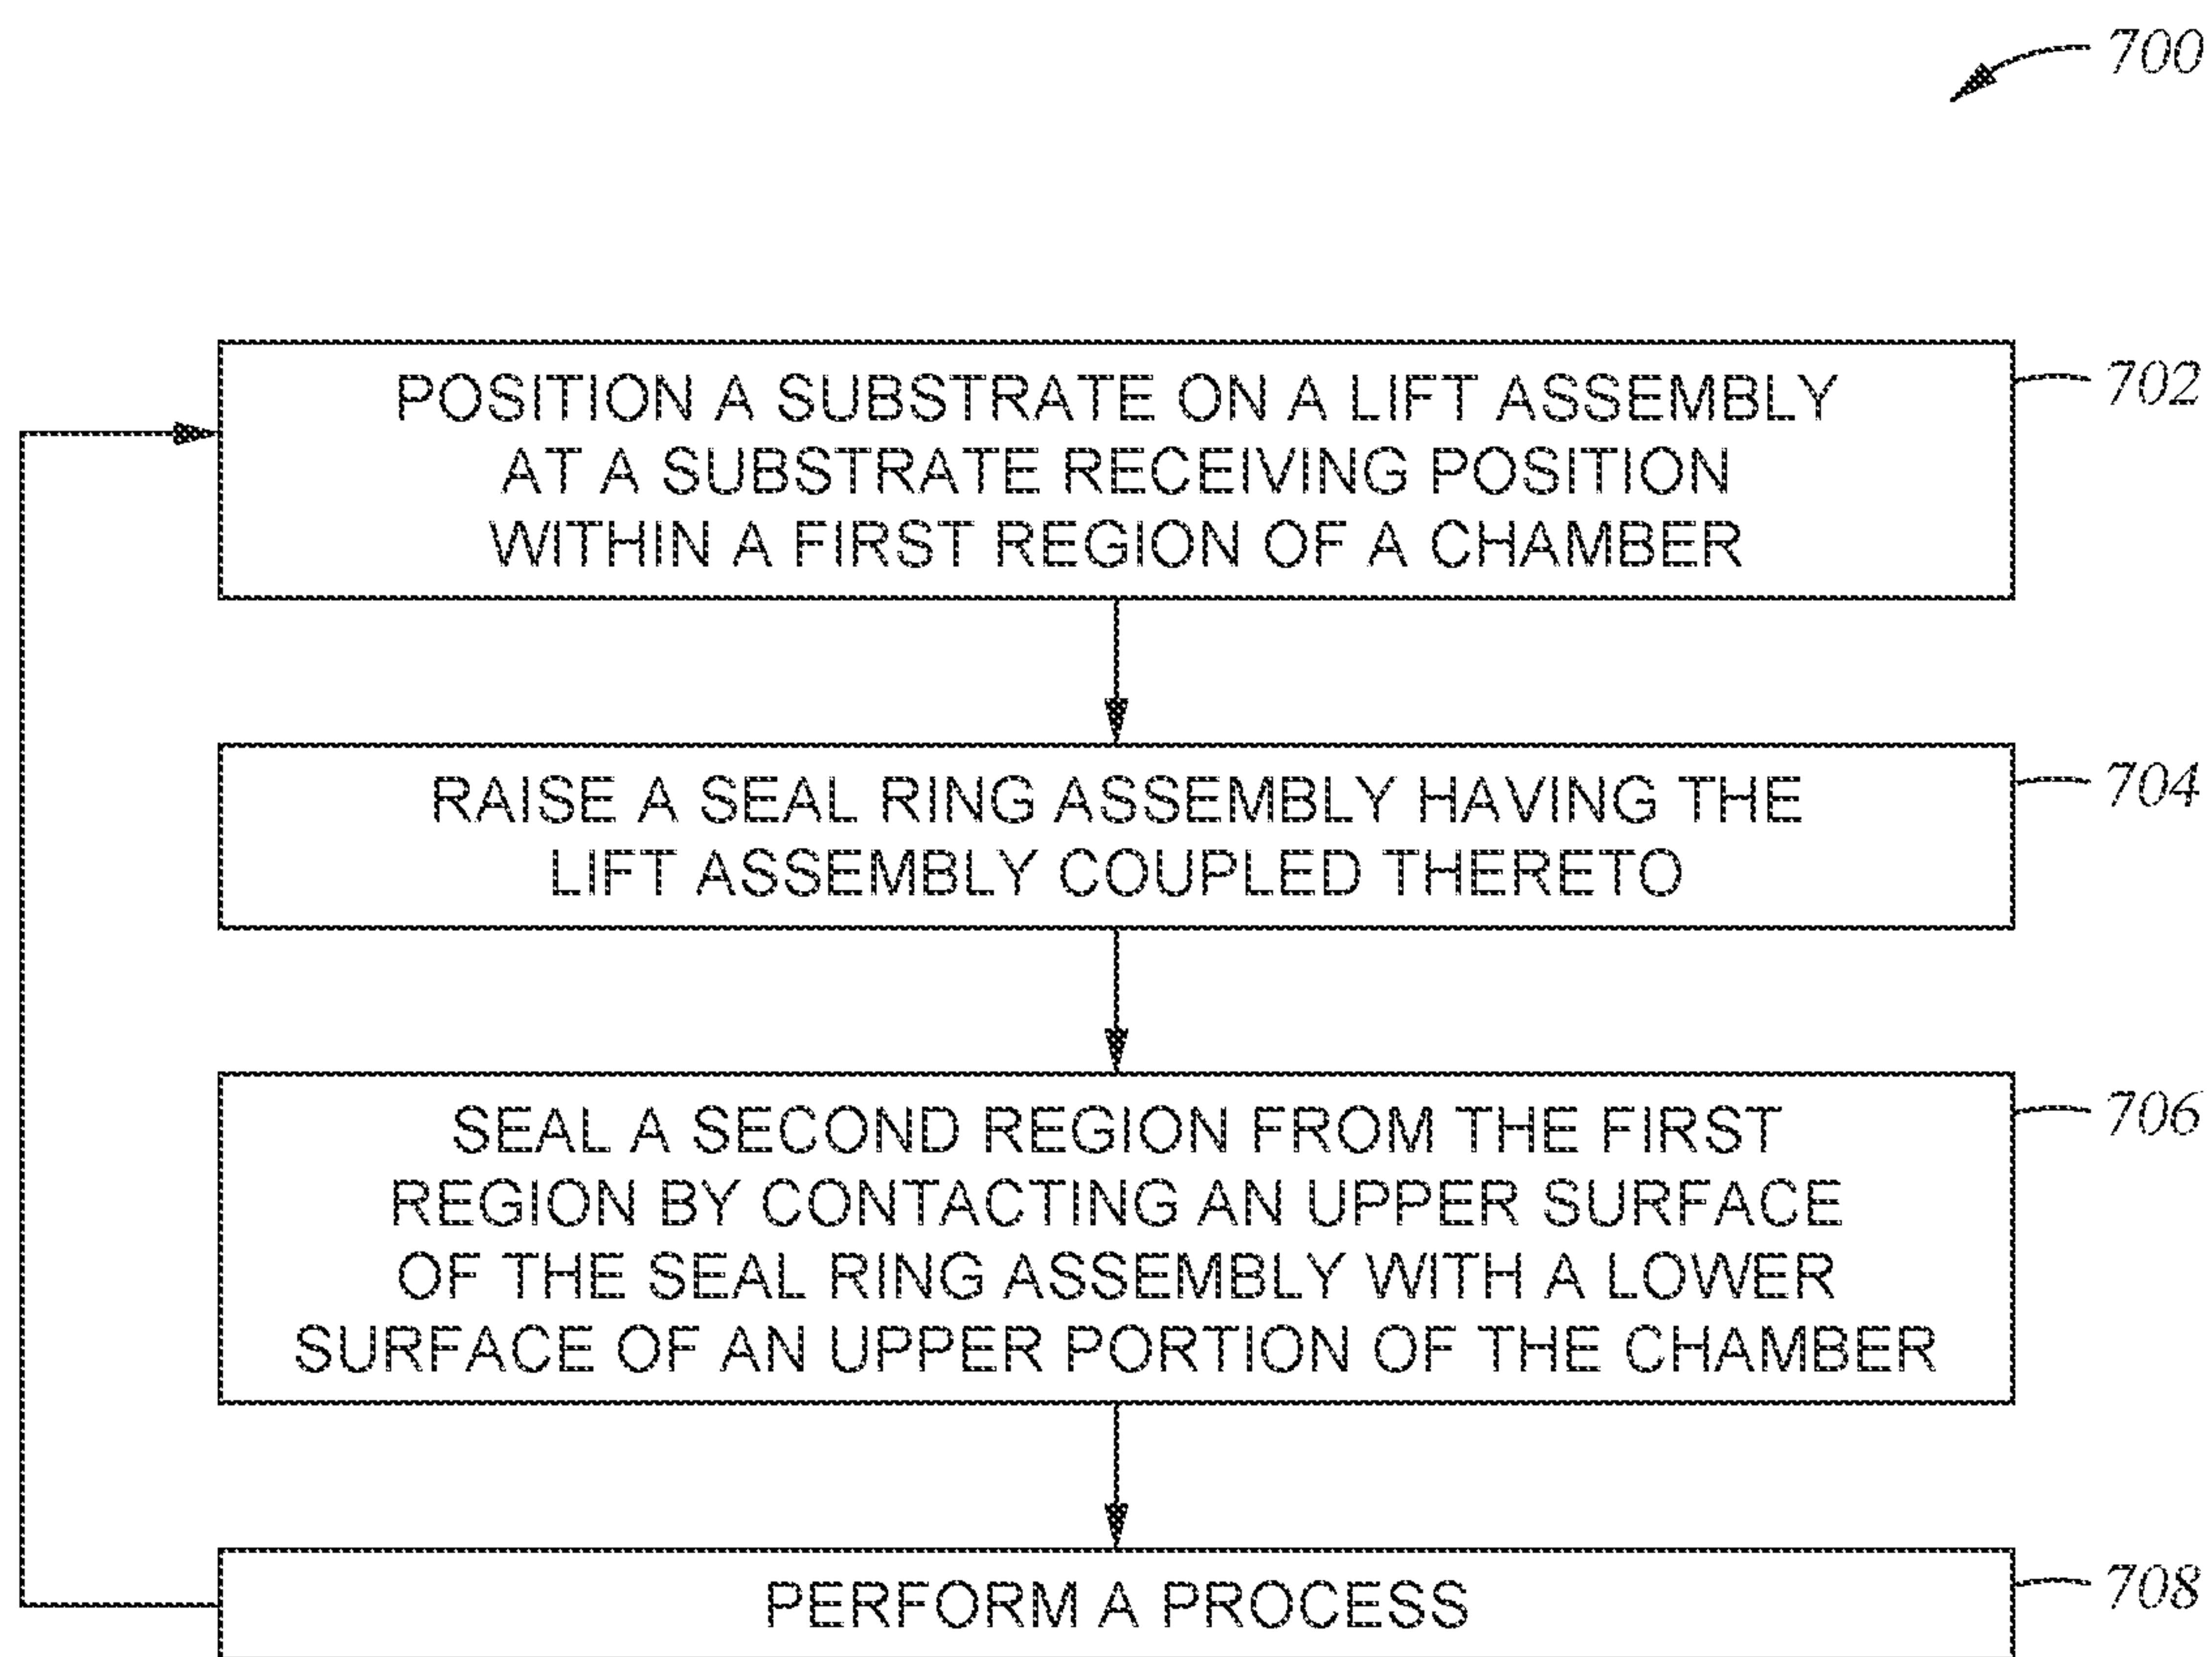 700
POSITION A SUBSTRATE ON A LIFT ASSEMBLY
AT A SUBSTRATE RECEIVING POSITION
WITHIN A FIRST REGION OF A CHAMBER
702
RAISE A SEAL RING ASSEMBLY HAVING THE
LIFT ASSEMBLY COUPLED THERETO
704
SEAL A SECOND REGION FROM THE FIRST
REGION BY CONTACTING AN UPPER SURFACE
OF THE SEAL RING ASSEMBLY WITH A LOWER
SURFACE OF AN UPPER PORTION OF THE CHAMBER
706
PERFORM A PROCESS
708